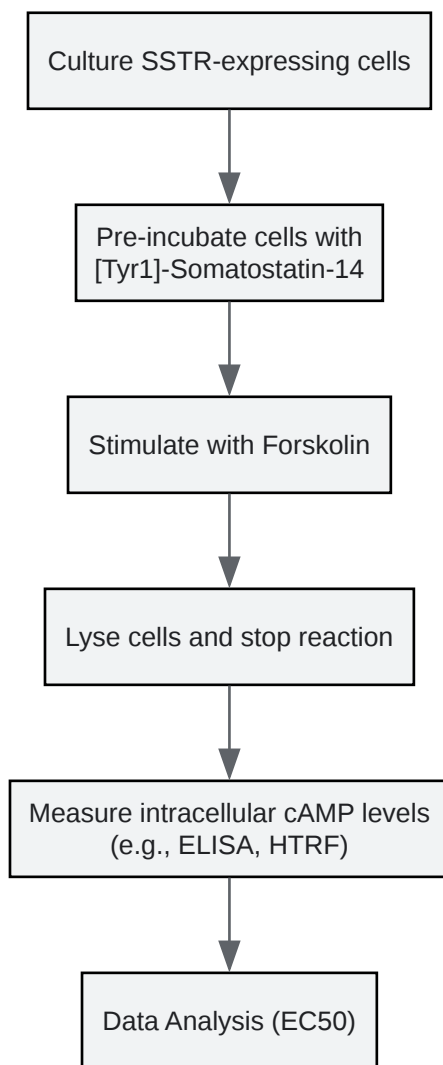 Culture SSTR-expressing cells
Pre-incubate cells with
[Tyr1]-Somatostatin-14
Stimulate with Forskolin
Lyse cells and stop reaction
Measure intracellular cAMP levels
(e.g., ELISA, HTRF)
Data Analysis (EC50)